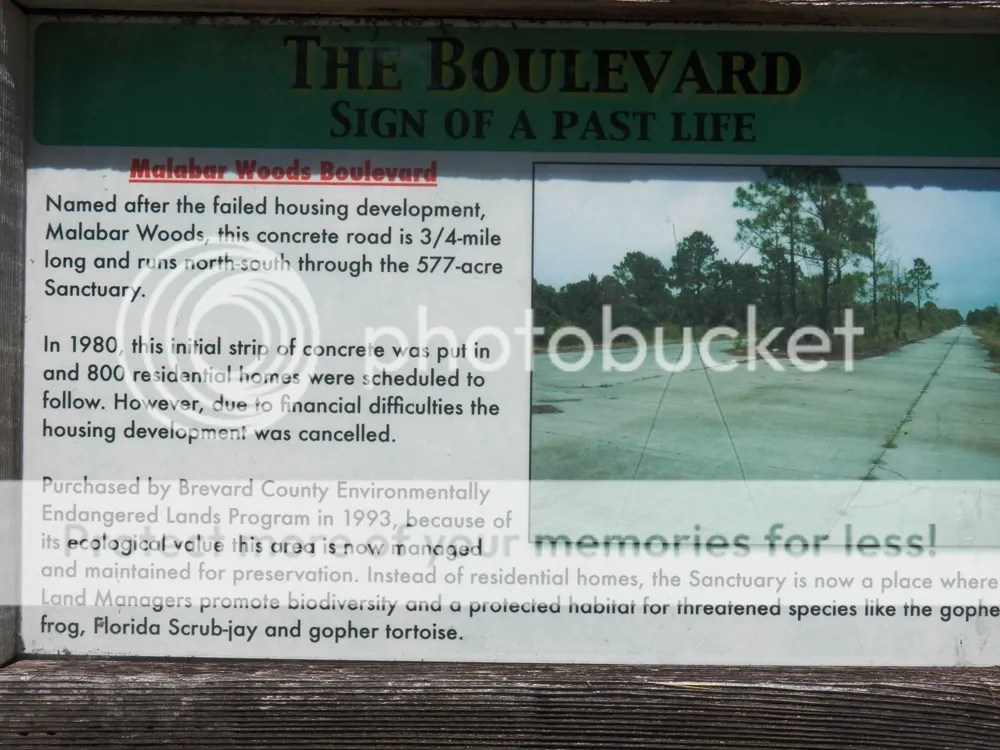 The Boulevard
Sign of a past life
Malabar Woods Boulevard
Named after the failed housing development,
Malabar Woods, this concrete road is 3/4-mile
long and runs north-south through the 577-acre
Sanctuary.
In 1980, this initial strip of concrete was put in
and 800 residential homes were scheduled to
follow. However, due to financial difficulties the
housing development was cancelled.
Purchased by Brevard County Environmentally
Endangered Lands Program in 1993, because of
its ecological value this area is now managed
and maintained for preservation. Instead of residential homes, the Sanctuary is now a place where
Land Managers promote biodiversity and a protected habitat for threatened species like the gophe
frog, Florida Scrub-jay and gopher tortoise.
photobucket
Protect more of your memories for less!